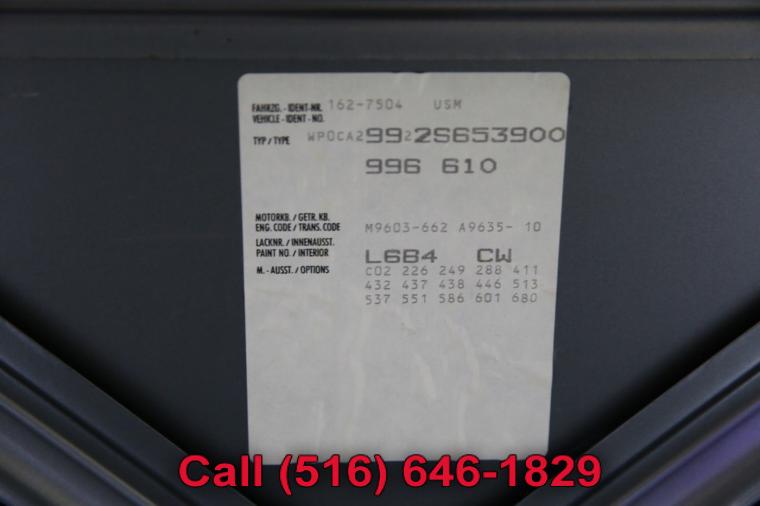 FAHRZG. - IDENT-NR. 162-7504 USM
VEHICLE - IDENT - NO.
TYP / TYPE WP0CA29922S653900
996 610
MOTORKB. / GETR. KB.
ENG. CODE / TRANS. CODE M9603-662 A9635- 10
LACKNR. / INNENAUSST.
PAINT NO. / INTERIOR L6B4 CW
M. - AUSST. / OPTIONS C02 226 249 288 411
432 437 438 446 513
537 551 586 601 680
Call (516) 646-1829